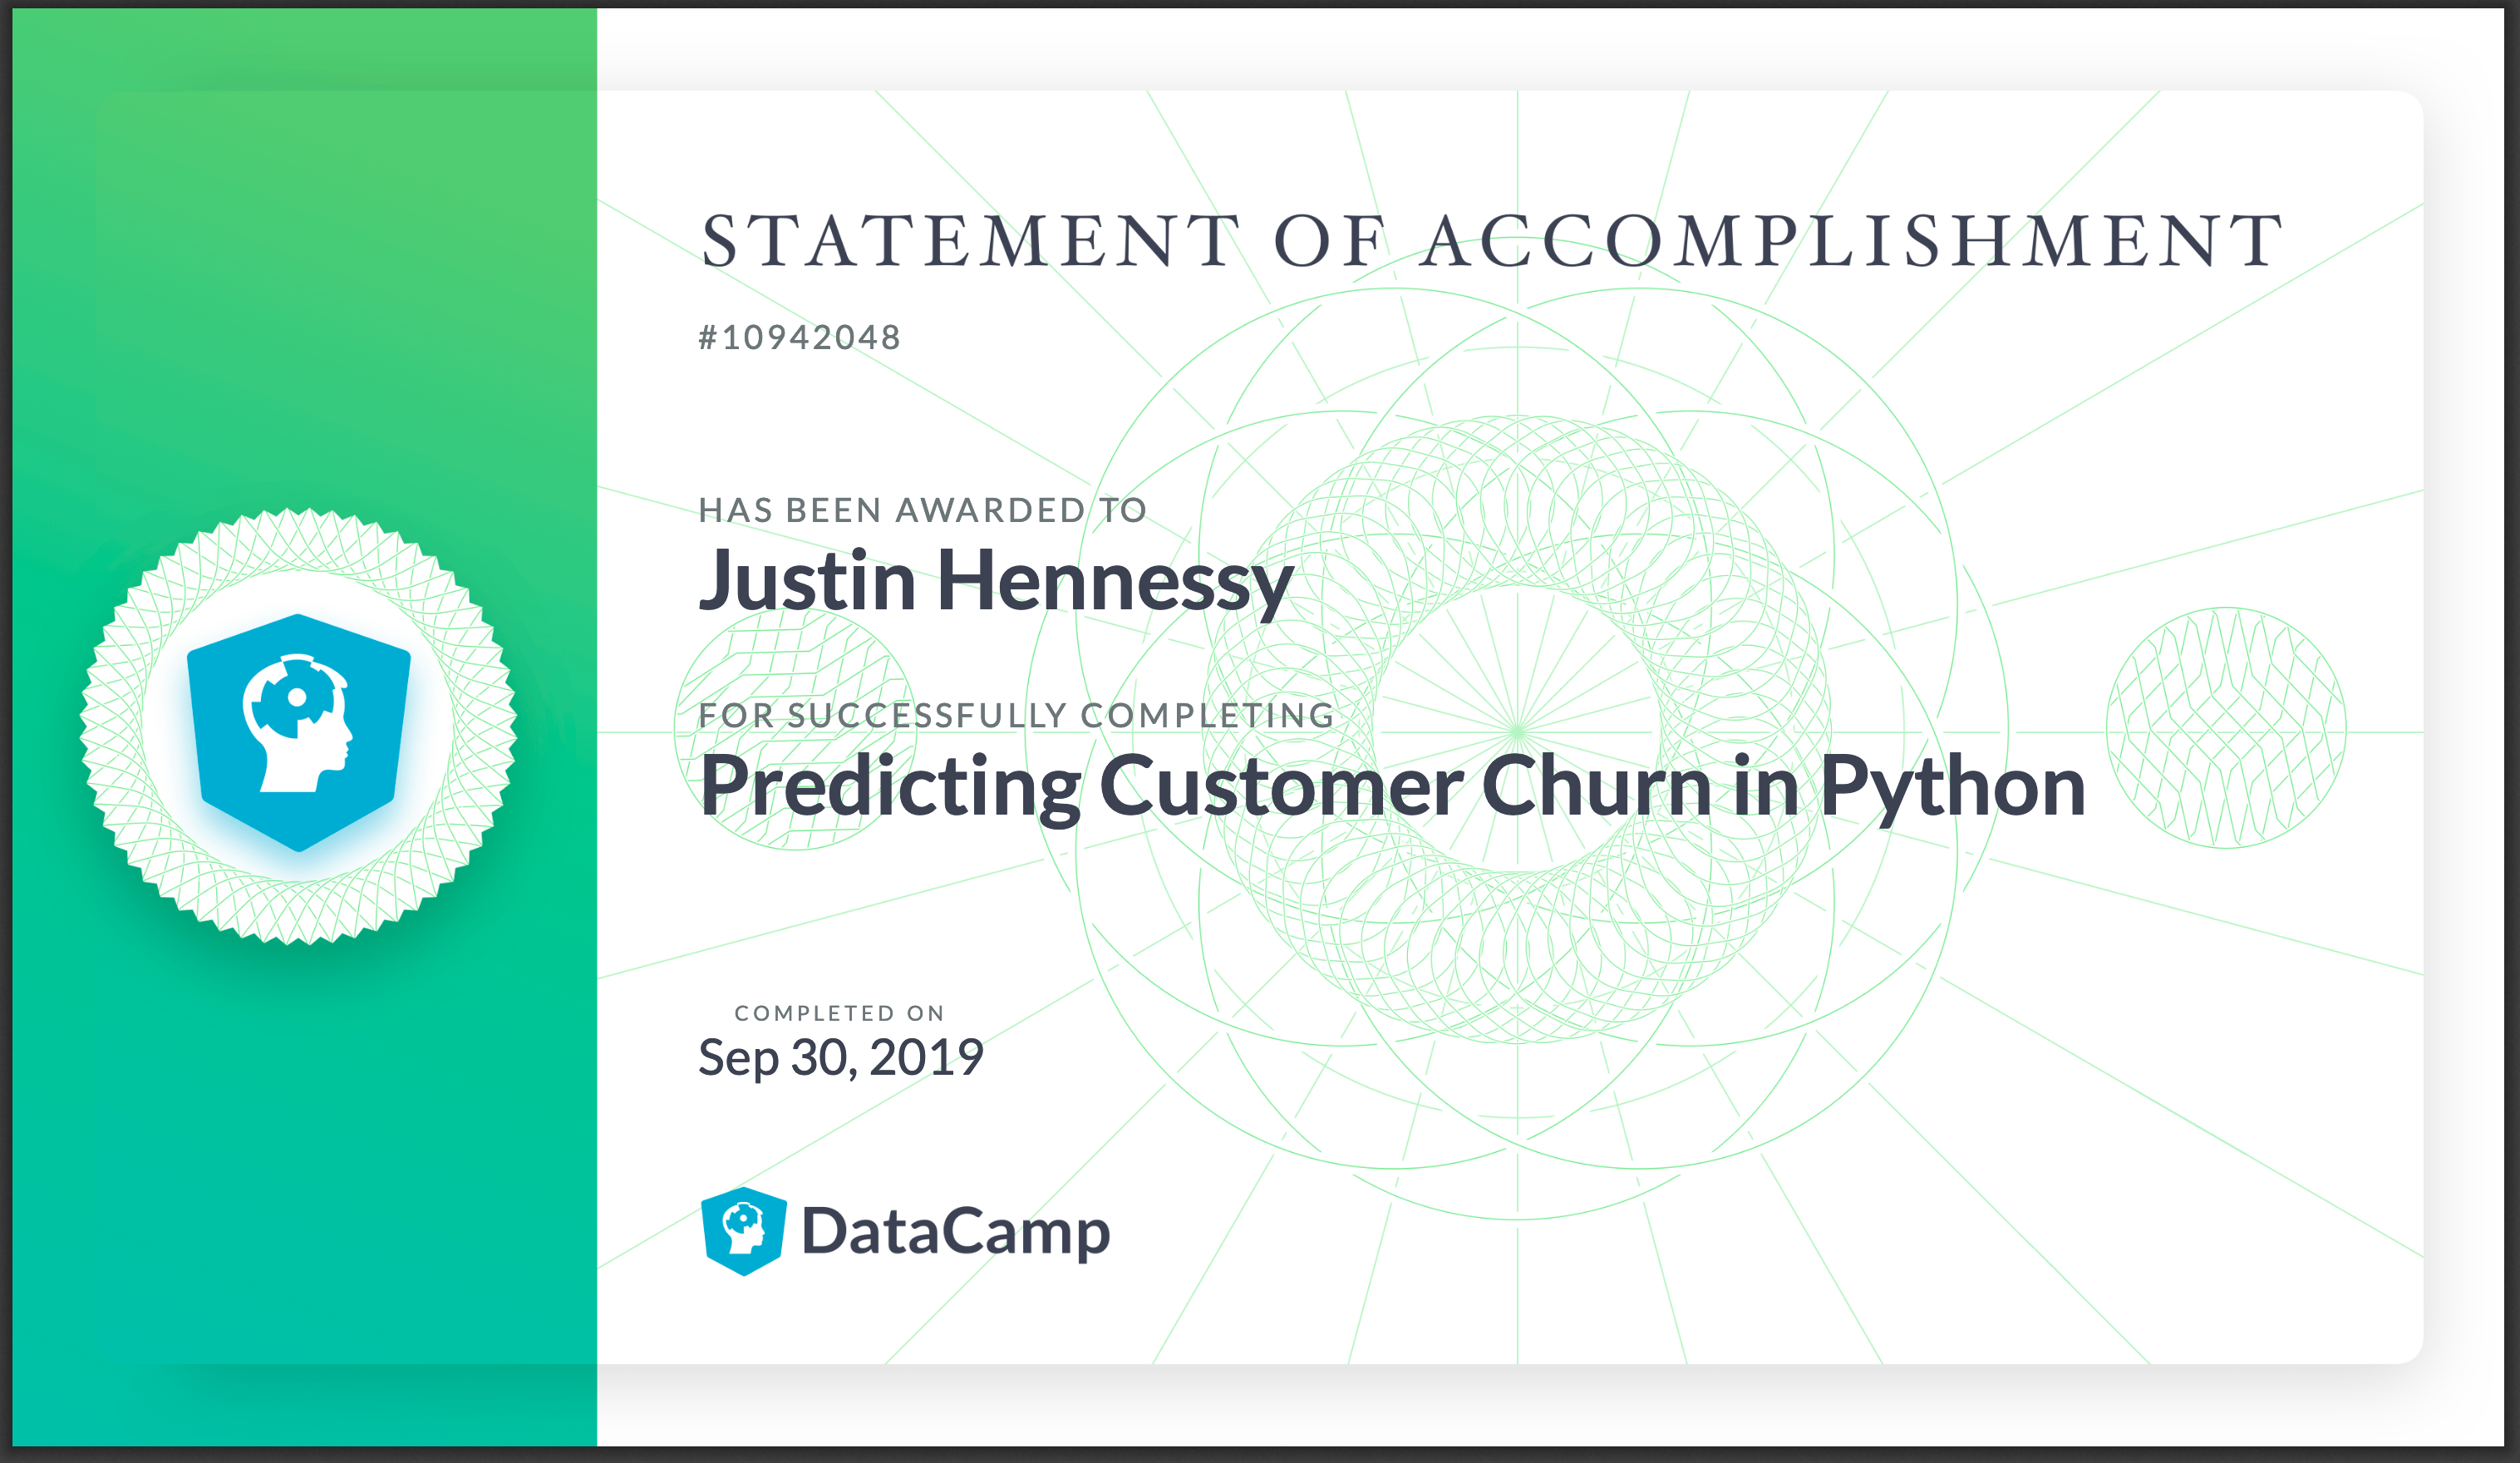 STATEMENT OF ACCOMPLISHMENT
#10942048
HAS BEEN AWARDED TO
Justin Hennessy
FOR SUCCESSFULLY COMPLETING
Predicting Customer Churn in Python
COMPLETED ON
Sep 30, 2019
DataCamp